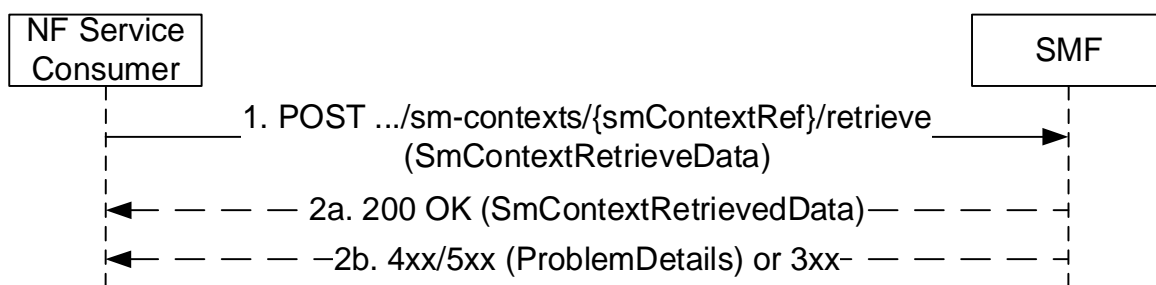 NF Service
Consumer
SMF
1. POST .../sm-contexts/{smContextRef}/retrieve
(SmContextRetrieveData)
2a. 200 OK (SmContextRetrievedData)
2b. 4xx/5xx (ProblemDetails) or 3xx